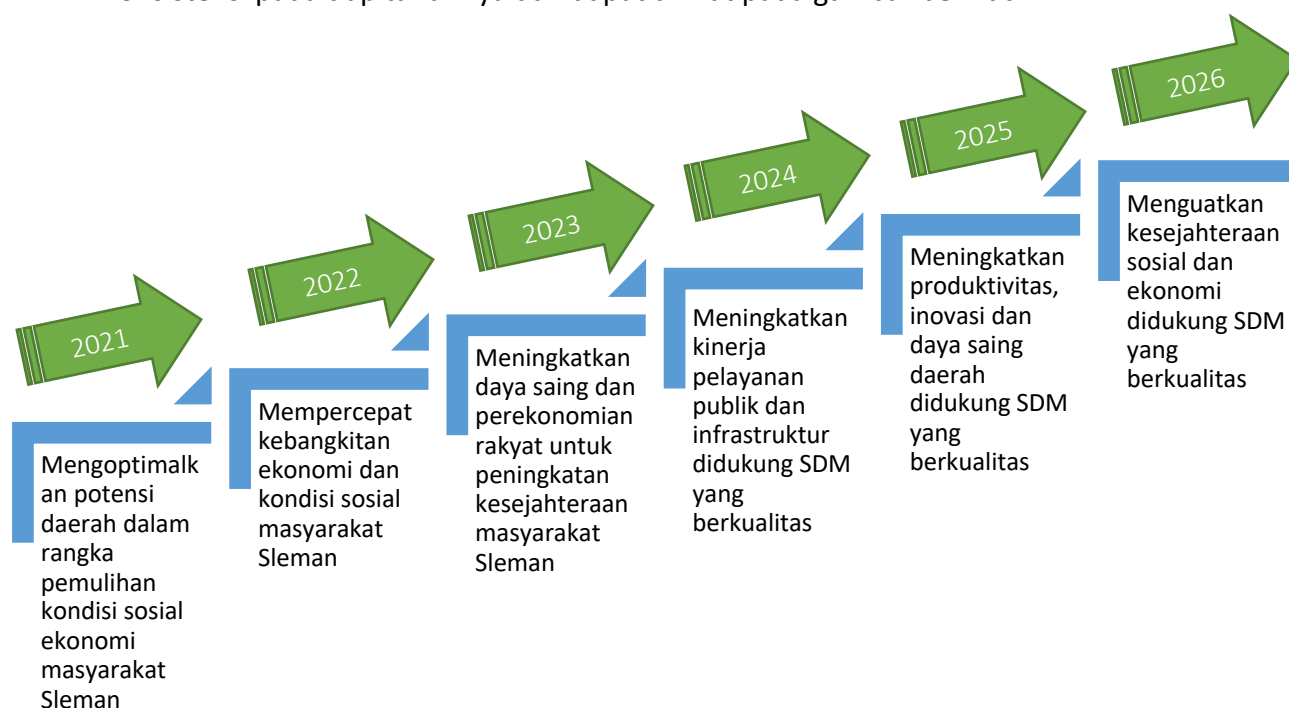 2021
Mengoptimalk
an potensi
daerah dalam
rangka
pemulihan
kondisi sosial
ekonomi
masyarakat
Sleman
2022
Mempercepat
kebangkitan
ekonomi dan
kondisi sosial
masyarakat
Sleman
2023
Meningkatkan
daya saing dan
perekonomian
rakyat untuk
peningkatan
kesejahteraan
masyarakat
Sleman
2024
Meningkatkan
kinerja
pelayanan
publik dan
infrastruktur
didukung SDM
yang
berkualitas
2025
Meningkatkan
produktivitas,
inovasi dan
daya saing
daerah
didukung SDM
yang
berkualitas
2026
Menguatkan
kesejahteraan
sosial dan
ekonomi
didukung SDM
yang
berkualitas